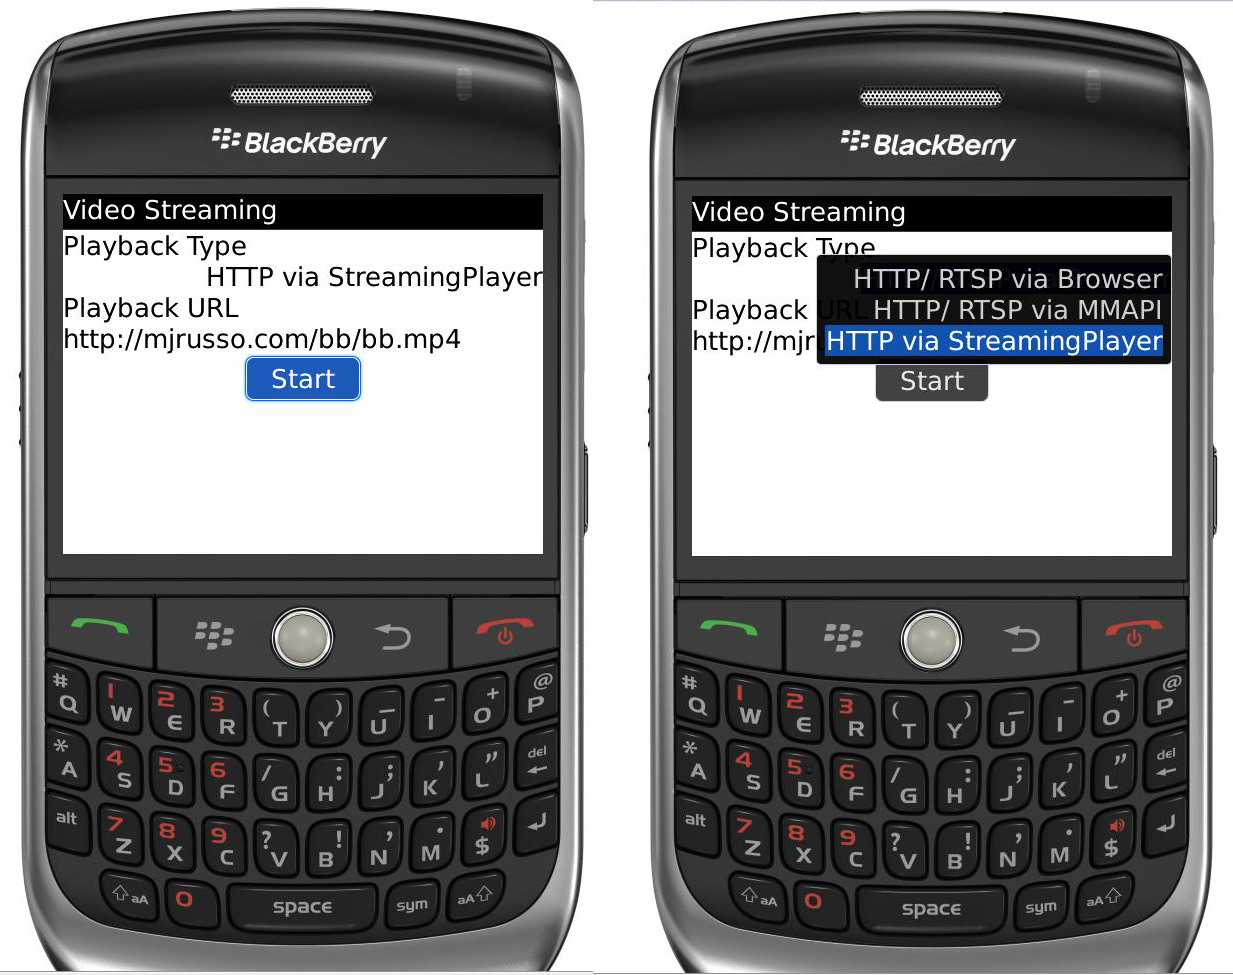 BlackBerry
Video Streaming
Playback Type
HTTP via StreamingPlayer
Playback URL
http://mjrusso.com/bb/bb.mp4
Start
# Q
1 W
2 E
3 R
( T
) Y
_ U
- I
+ O
@ P
* A
4 S
5 D
6 F
/ G
: H
; J
' K
" L
del
alt
7 Z
8 X
9 C
? V
! B
, N
. M
$
aA
0
space
sym
aA
BlackBerry
Video Streaming
Playback Type
HTTP/ RTSP via Browser
Playback URL
HTTP/ RTSP via MMAPI
http://mjr
HTTP via StreamingPlayer
Start
# Q
1 W
2 E
3 R
( T
) Y
_ U
- I
+ O
@ P
* A
4 S
5 D
6 F
/ G
: H
; J
' K
" L
del
alt
7 Z
8 X
9 C
? V
! B
, N
. M
$
aA
0
space
sym
aA